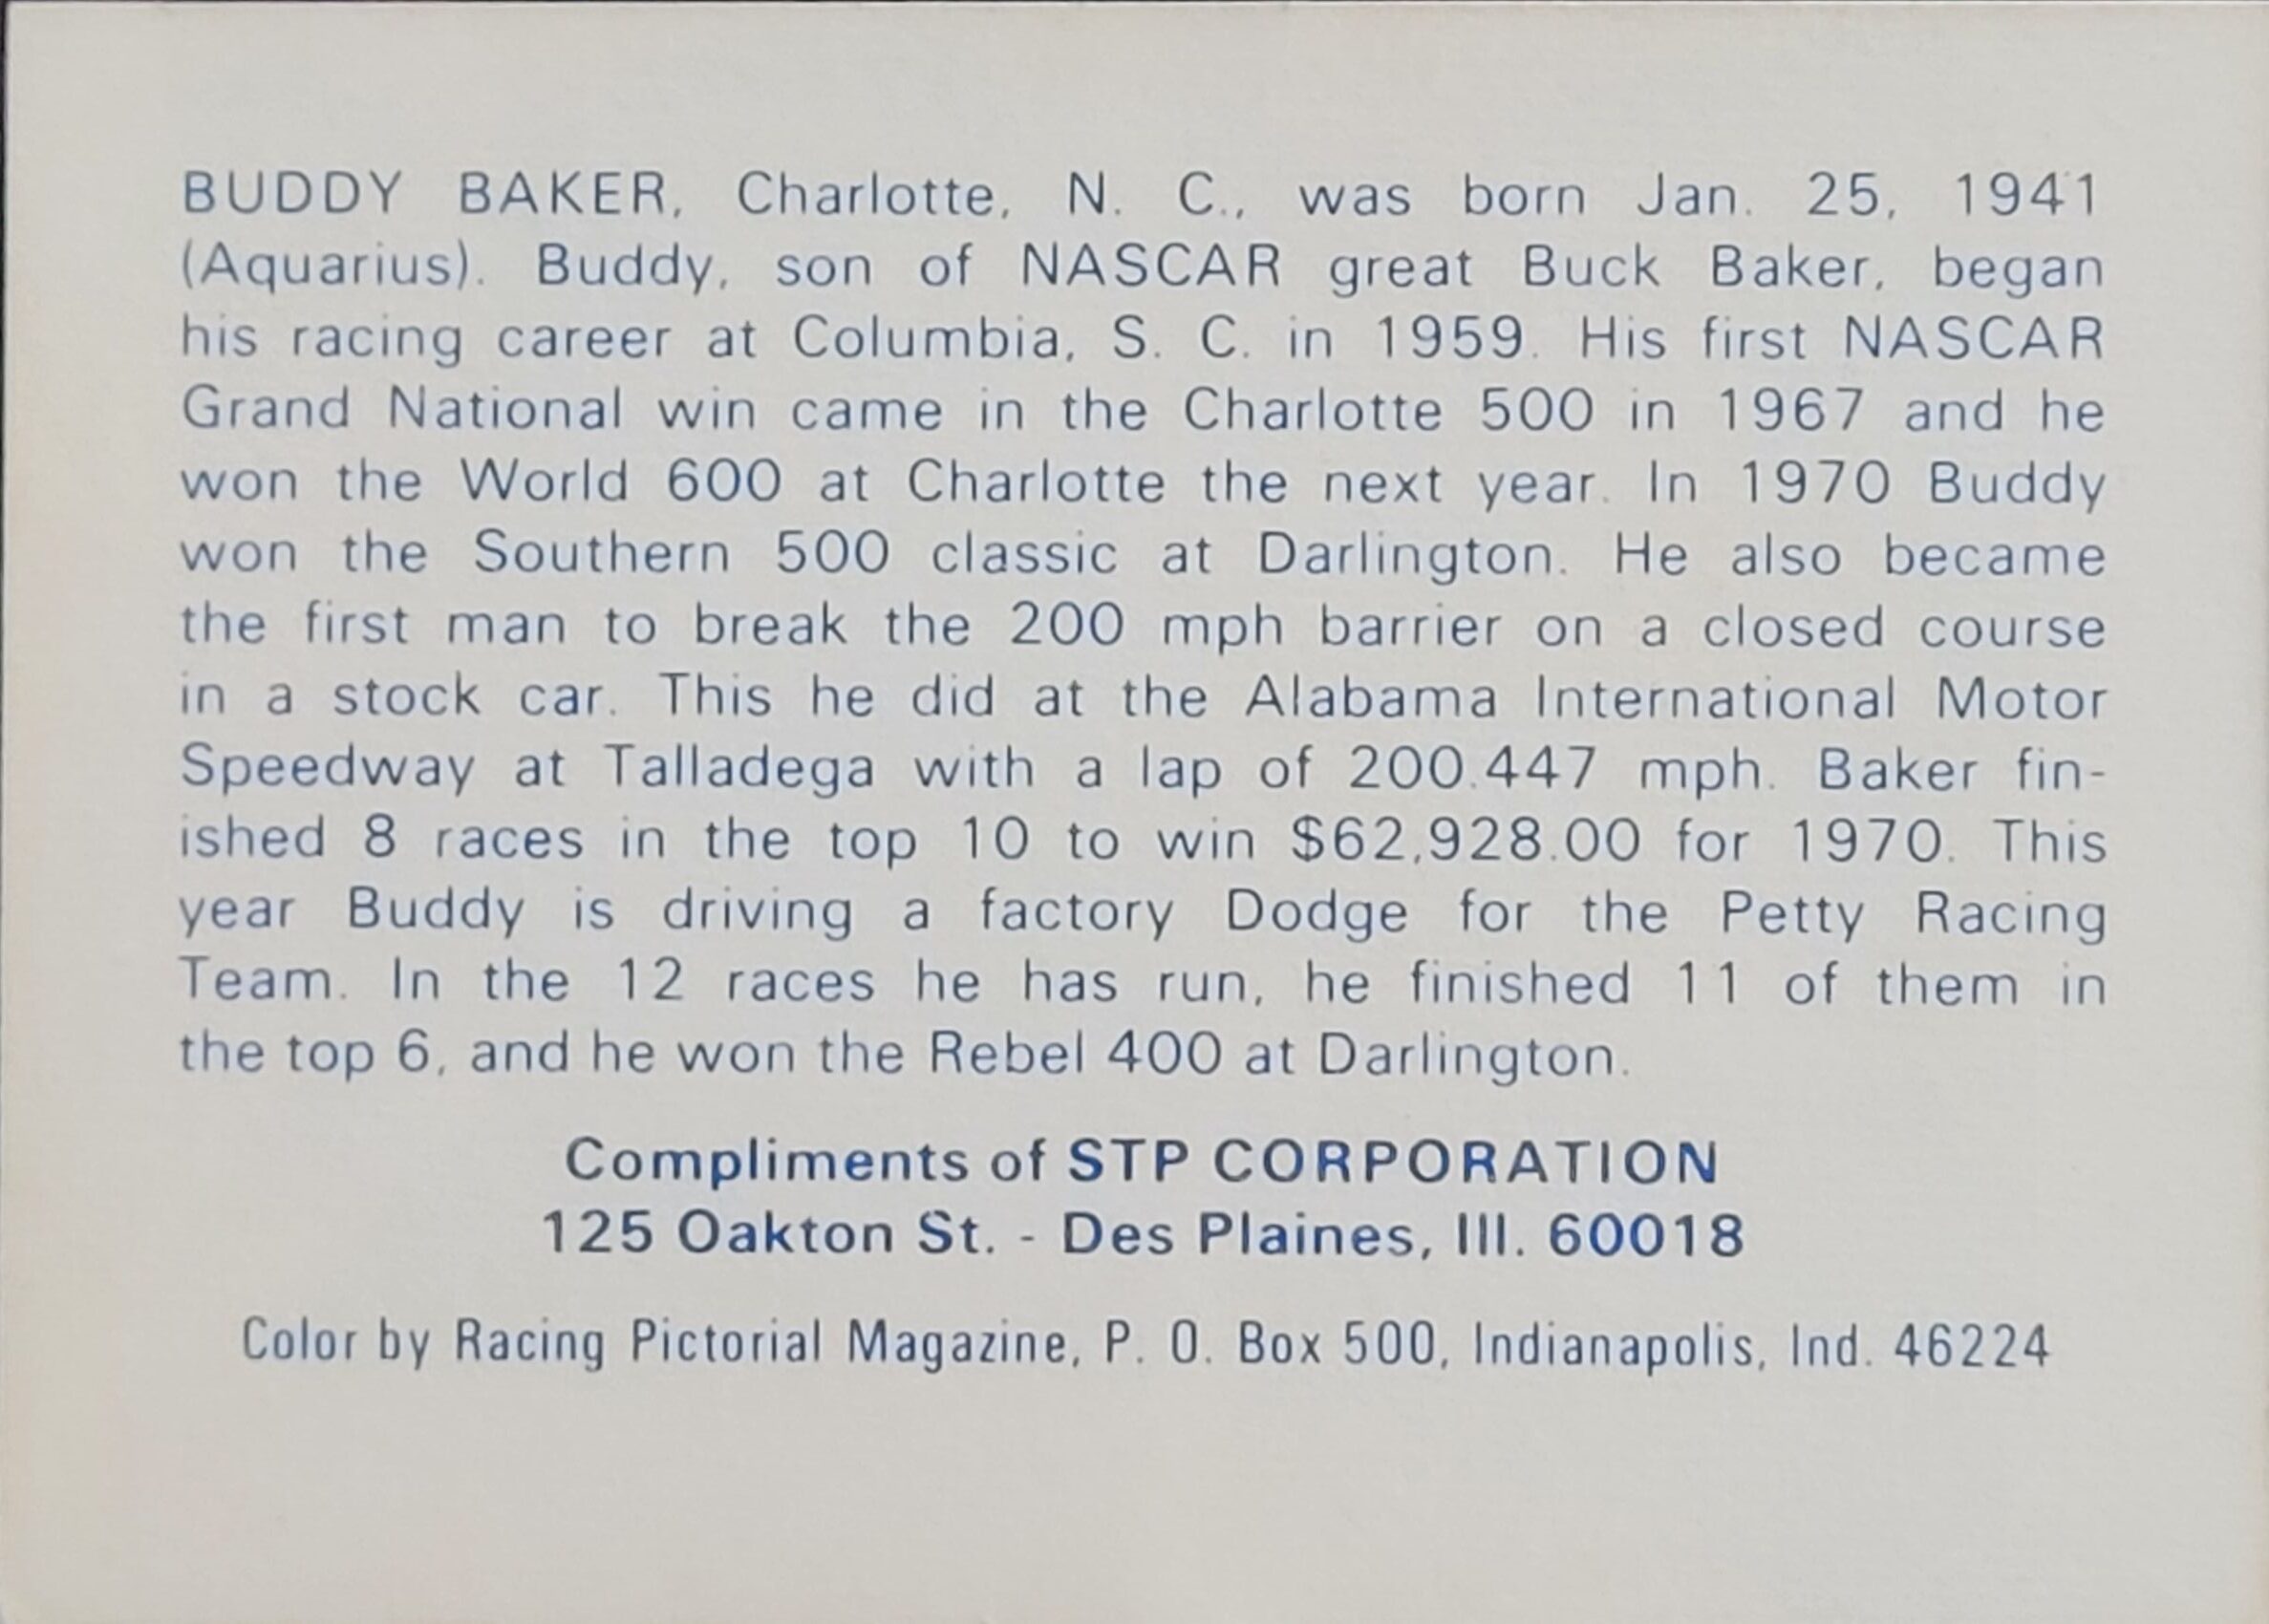 BUDDY BAKER, Charlotte, N. C., was born Jan. 25, 1941
(Aquarius). Buddy, son of NASCAR great Buck Baker, began
his racing career at Columbia, S. C. in 1959. His first NASCAR
Grand National win came in the Charlotte 500 in 1967 and he
won the World 600 at Charlotte the next year. In 1970 Buddy
won the Southern 500 classic at Darlington. He also became
the first man to break the 200 mph barrier on a closed course
in a stock car. This he did at the Alabama International Motor
Speedway at Talladega with a lap of 200.447 mph. Baker fin-
ished 8 races in the top 10 to win $62,928.00 for 1970. This
year Buddy is driving a factory Dodge for the Petty Racing
Team. In the 12 races he has run, he finished 11 of them in
the top 6, and he won the Rebel 400 at Darlington.
Compliments of STP CORPORATION
125 Oakton St. - Des Plaines, Ill. 60018
Color by Racing Pictorial Magazine, P. O. Box 500, Indianapolis, Ind. 46224